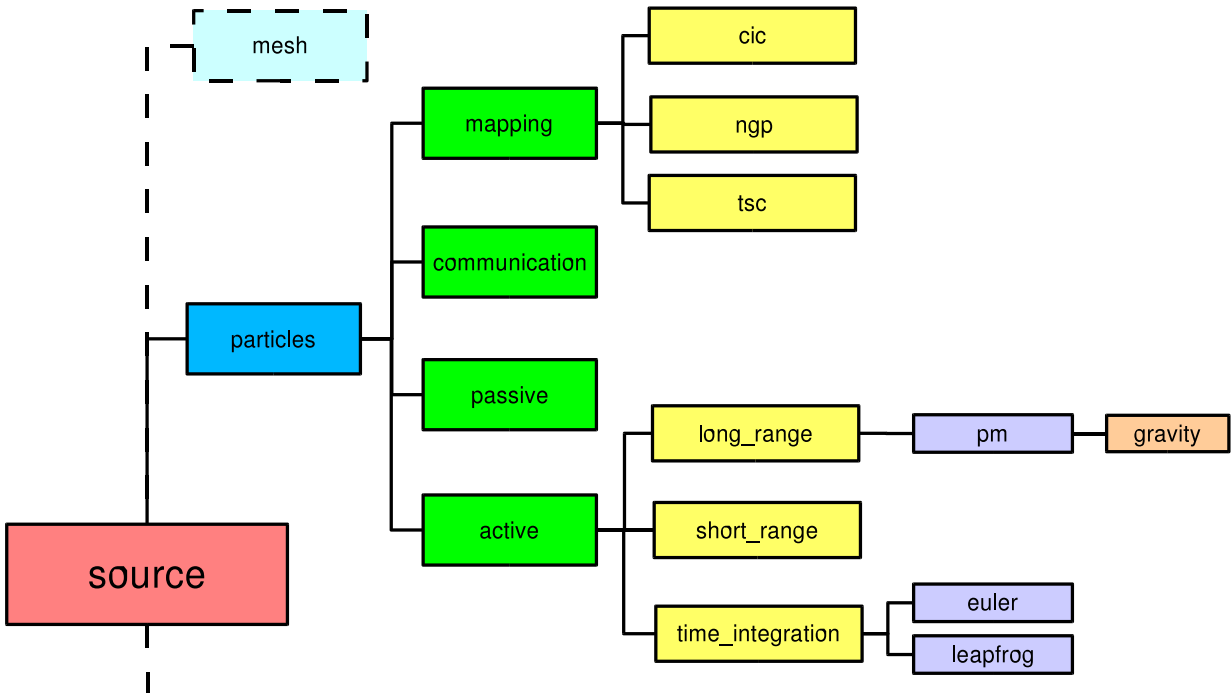 mesh
cic
mapping
ngp
tsc
communication
particles
passive
long_range
pm
gravity
active
short_range
source
euler
time_integration
leapfrog